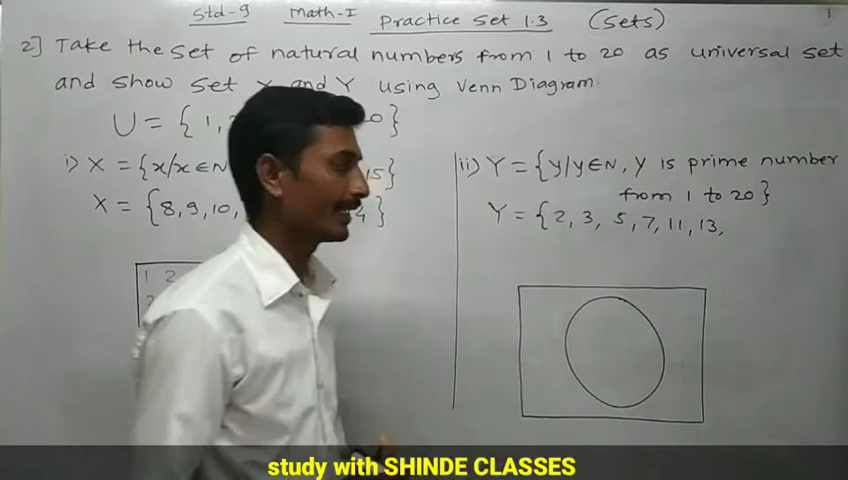 Std-9 Math-I Practice Set 1.3 (Sets)
2] Take the set of natural numbers from 1 to 20 as universal set
and show set X and Y using Venn Diagram.
U = { 1, 0}
i) X = {x/x ∈ N 15}
X = {8, 9, 10, 4}
1 2
ii) Y = {y/y ∈ N, y is prime number
from 1 to 20}
Y = {2, 3, 5, 7, 11, 13,
study with SHINDE CLASSES